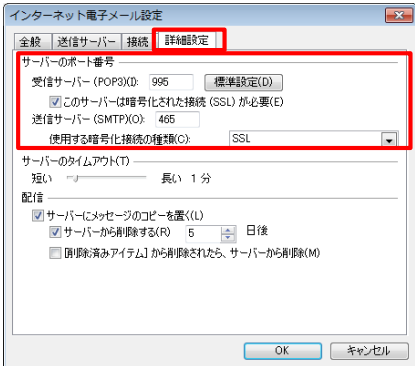 インターネット電子メール設定
全般 送信サーバー 接続 詳細設定
サーバーのポート番号
受信サーバー (POP3)(I): 995 標準設定(D)
このサーバーは暗号化された接続 (SSL) が必要(E)
送信サーバー (SMTP)(O): 465
使用する暗号化接続の種類(C): SSL
サーバーのタイムアウト(T)
短い 長い 1 分
配信
サーバーにメッセージのコピーを置く(L)
サーバーから削除する(R) 5 日後
[削除済みアイテム] から削除されたら、サーバーから削除(M)
OK キャンセル